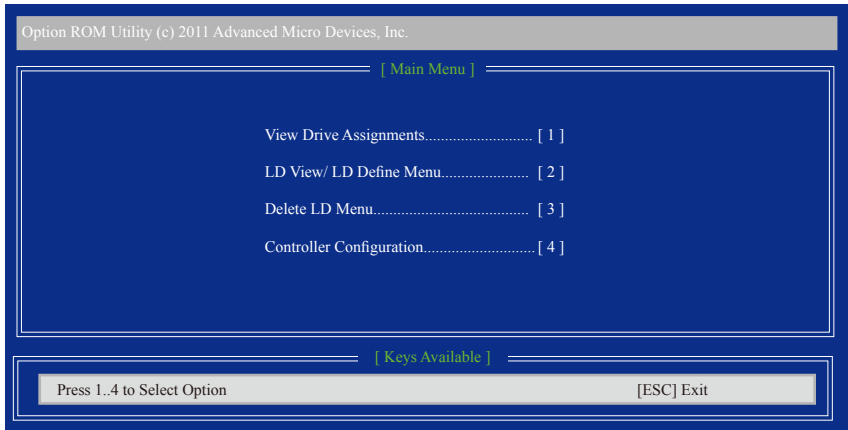 Option ROM Utility (c) 2011 Advanced Micro Devices, Inc.
[ Main Menu ]
View Drive Assignments........................... [ 1 ]
LD View/ LD Define Menu...................... [ 2 ]
Delete LD Menu....................................... [ 3 ]
Controller Configuration............................[ 4 ]
[ Keys Available ]
Press 1..4 to Select Option [ESC] Exit